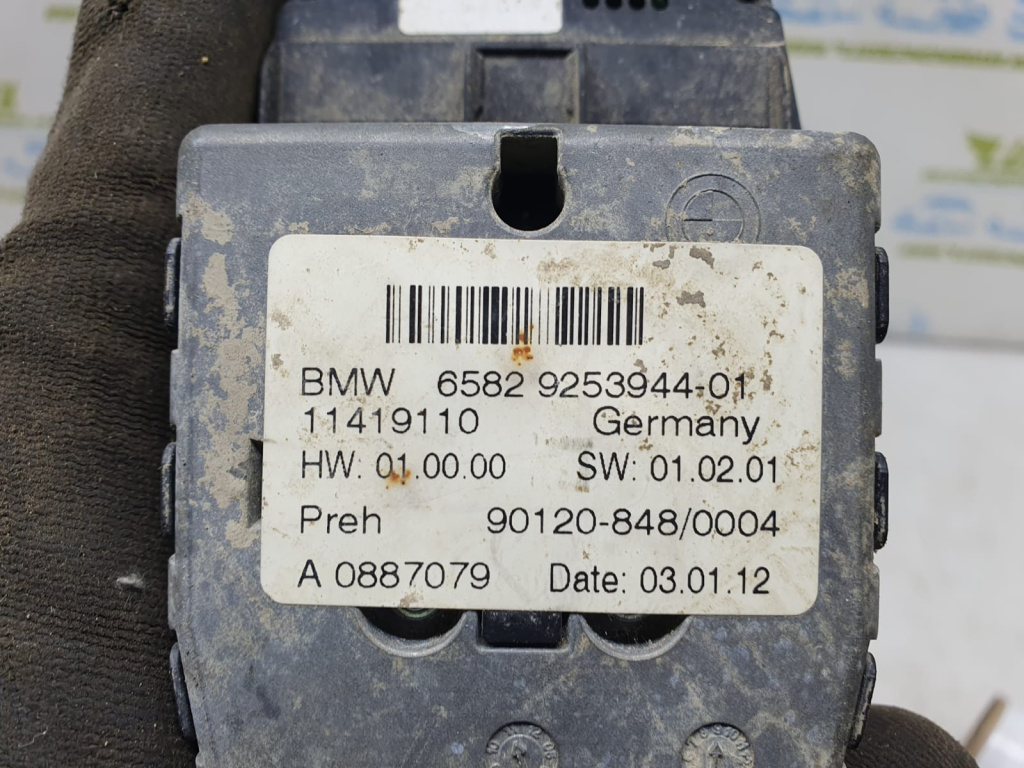 BMW 6582 9253944-01
11419110 Germany
HW: 01.00.00 SW: 01.02.01
Preh 90120-848/0004
A 0887079 Date: 03.01.12